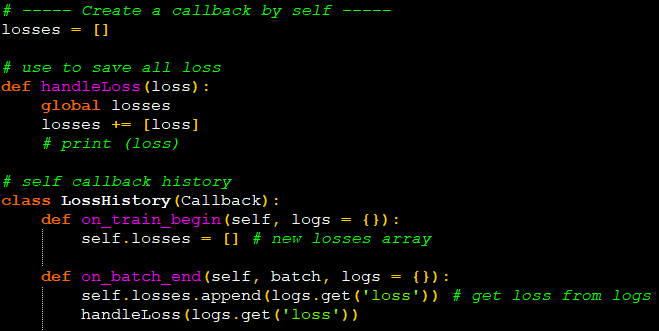 # ----- Create a callback by self -----
losses = []

# use to save all loss
def handleLoss(loss):
    global losses
    losses += [loss]
    # print (loss)

# self callback history
class LossHistory(Callback):
    def on_train_begin(self, logs = {}):
        self.losses = [] # new losses array

    def on_batch_end(self, batch, logs = {}):
        self.losses.append(logs.get('loss')) # get loss from logs
        handleLoss(logs.get('loss'))